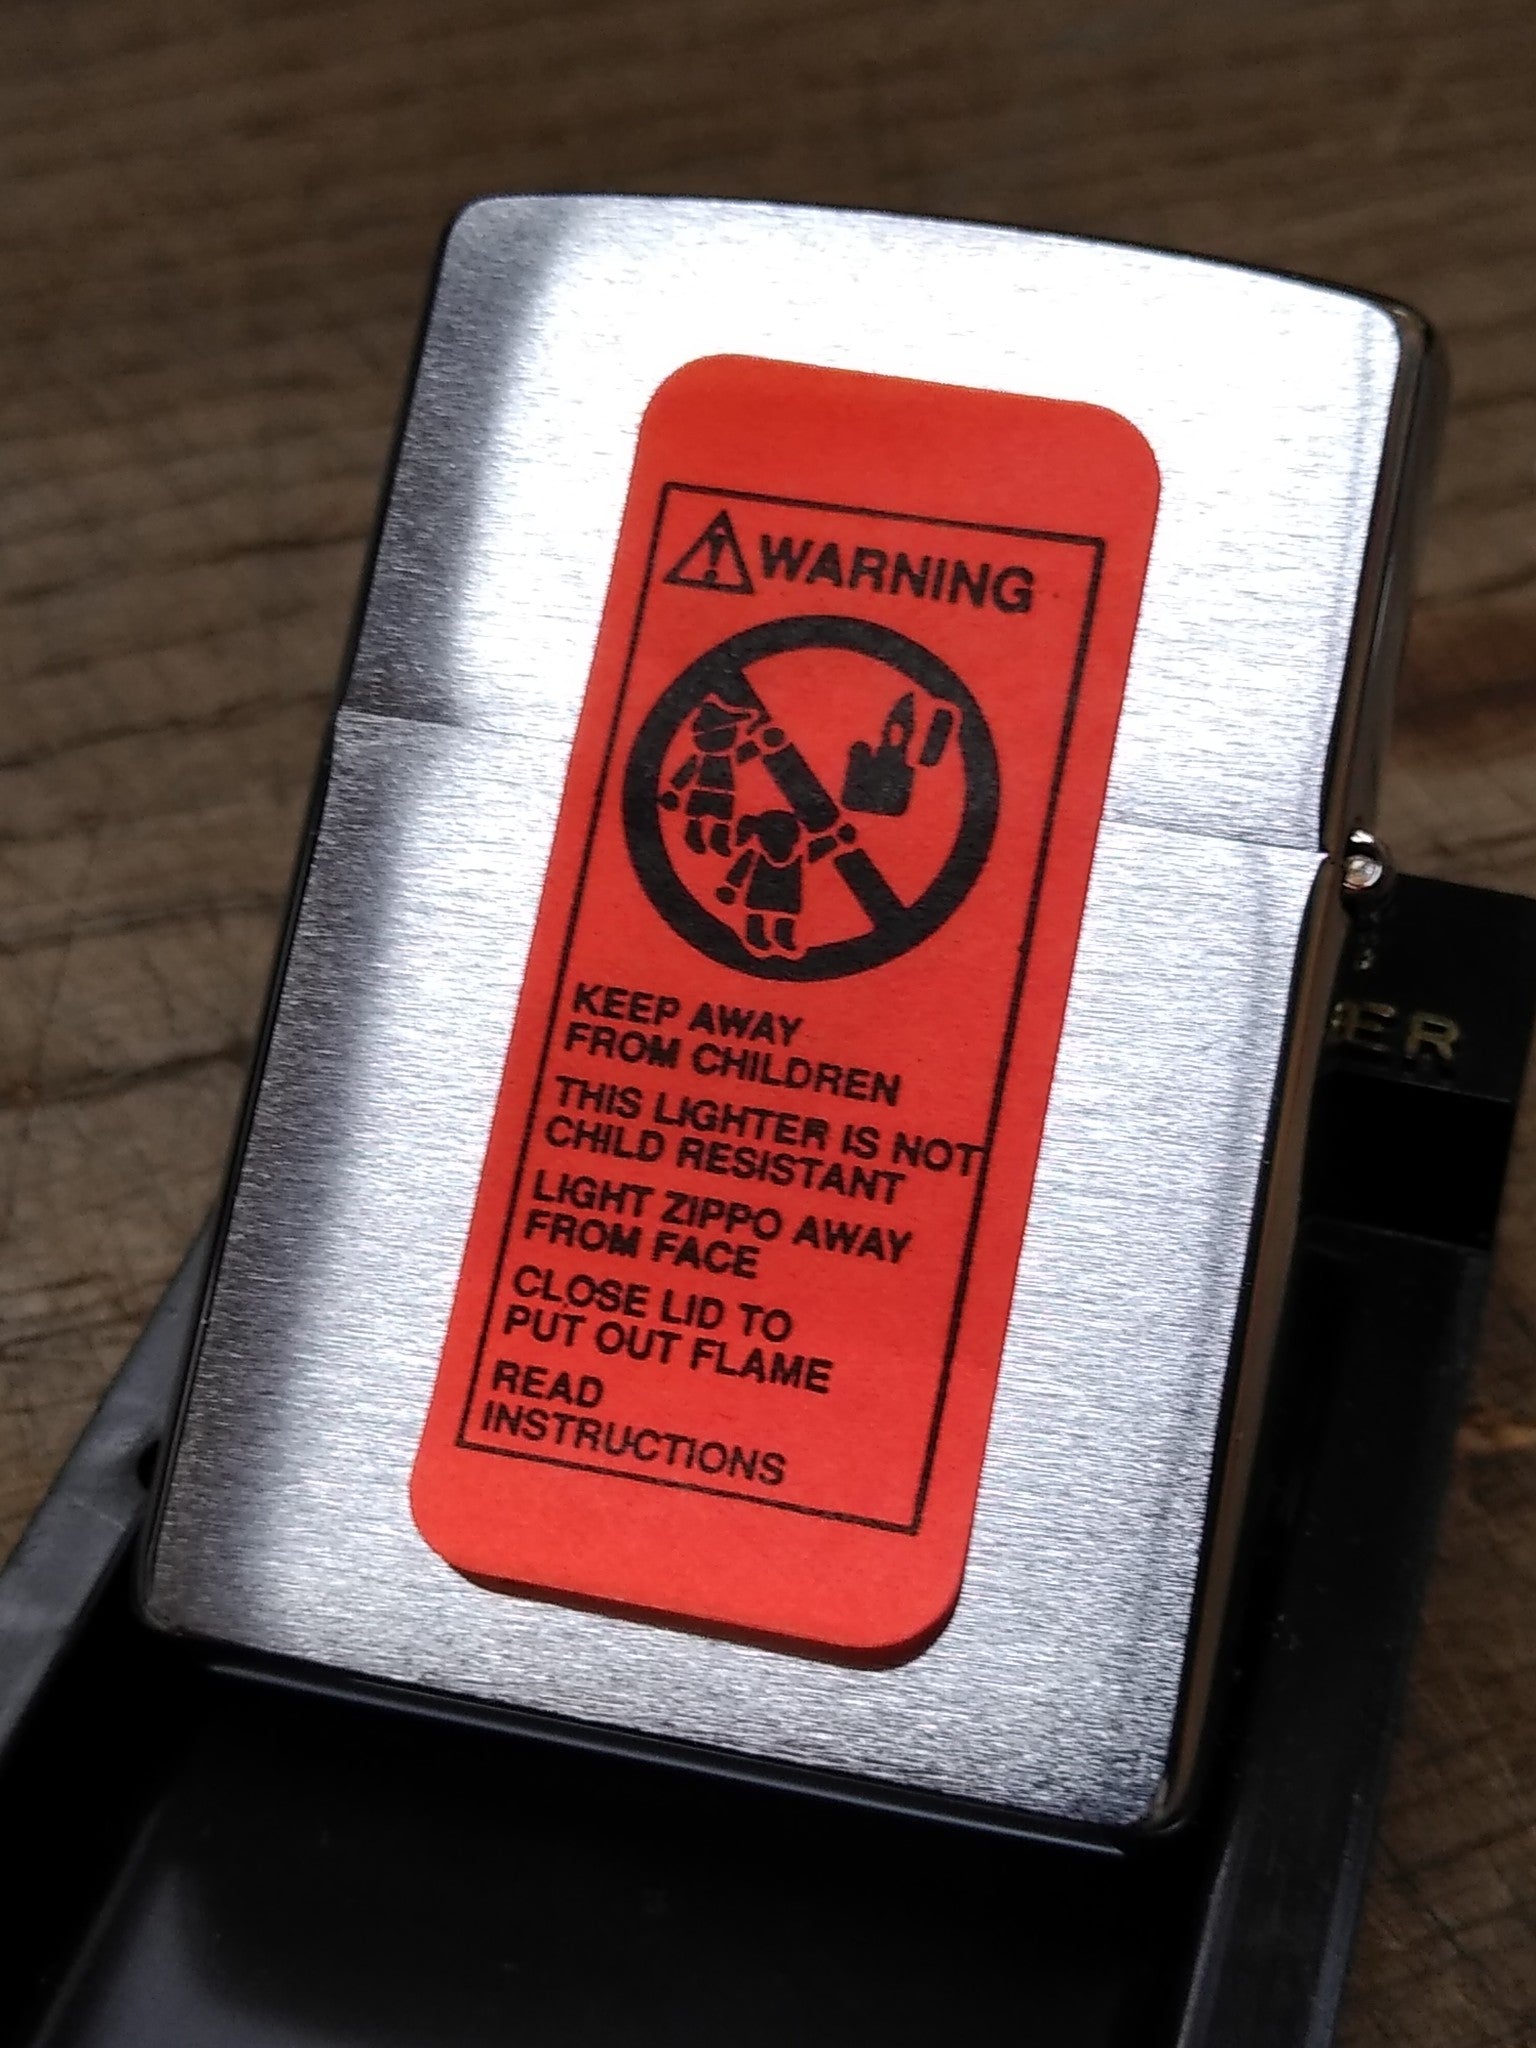 WARNING
KEEP AWAY
FROM CHILDREN
THIS LIGHTER IS NOT
CHILD RESISTANT
LIGHT ZIPPO AWAY
FROM FACE
CLOSE LID TO
PUT OUT FLAME
READ
INSTRUCTIONS